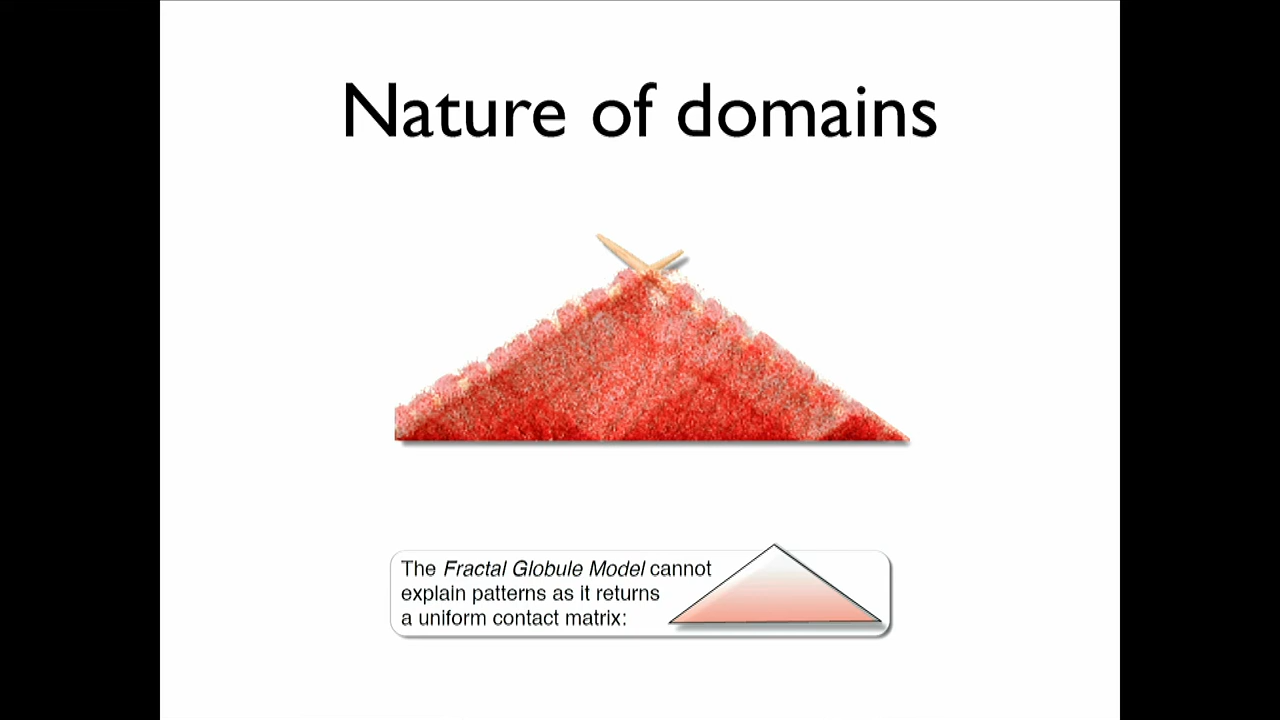 Nature of domains
The Fractal Globule Model cannot
explain patterns as it returns
a uniform contact matrix: